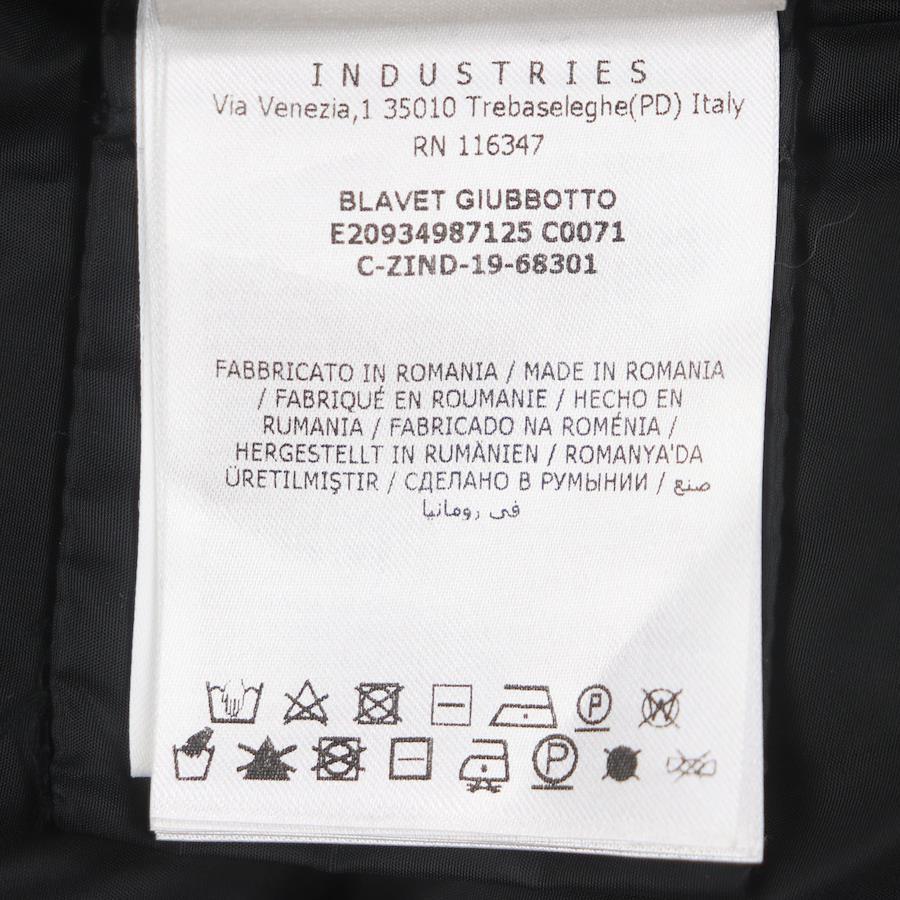 INDUSTRIES
Via Venezia,1 35010 Trebaseleghe(PD) Italy
RN 116347
BLAVET GIUBBOTTO
E20934987125 C0071
C-ZIND-19-68301
FABBRICATO IN ROMANIA / MADE IN ROMANIA
/ FABRIQUÉ EN ROUMANIE / HECHO EN
RUMANIA / FABRICADO NA ROMÉNIA /
HERGESTELLT IN RUMÀNIEN / ROMANYA'DA
ÜRETILMIŞTIR / СДЕЛАНО В РУМЫНИИ / صنع
في رومانيا
P W
P